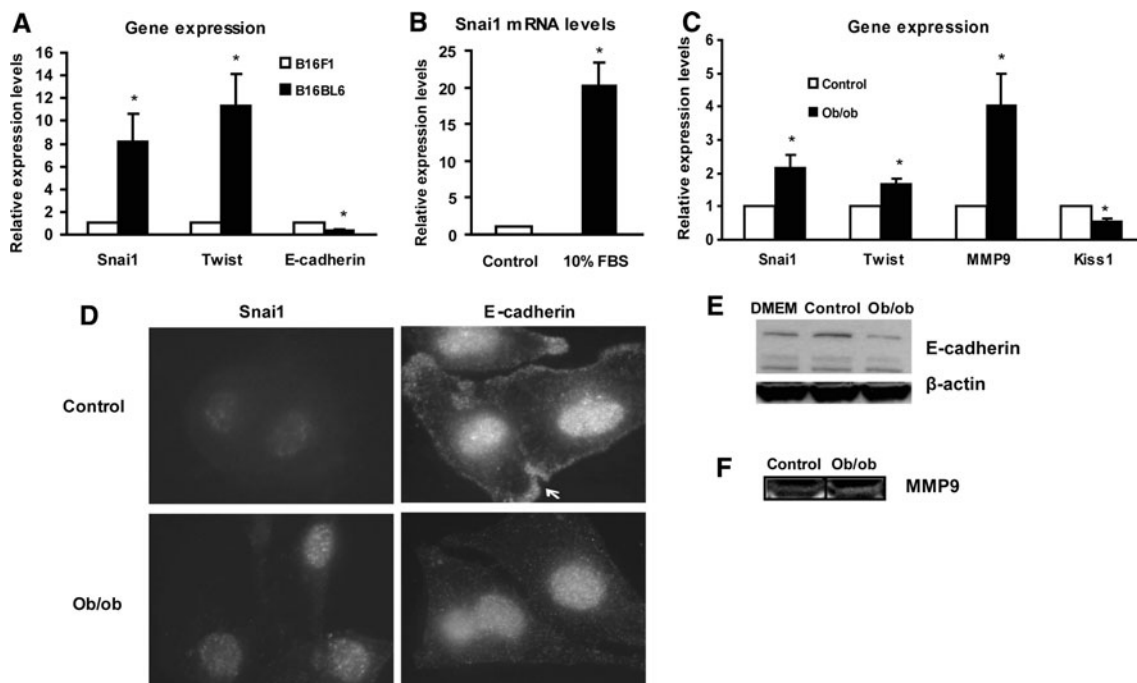 A
Gene expression
Relative expression levels
16
14
12
10
8
6
4
2
0
*
*
*
B16F1
B16BL6
Snai1 Twist E-cadherin
B
Snai1 mRNA levels
Relative expression levels
25
20
15
10
5
0
*
Control 10% FBS
C
Gene expression
Relative expression levels
6
5
4
3
2
1
0
*
*
*
*
Control
Ob/ob
Snai1 Twist MMP9 Kiss1
D
Snai1 E-cadherin
Control
Ob/ob
E
DMEM Control Ob/ob
E-cadherin
β-actin
F
Control Ob/ob
MMP9